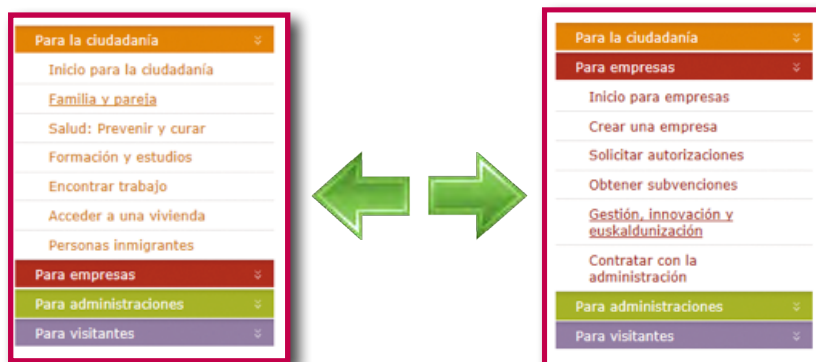 Para la ciudadanía
Inicio para la ciudadanía
Familia y pareja
Salud: Prevenir y curar
Formación y estudios
Encontrar trabajo
Acceder a una vivienda
Personas inmigrantes
Para empresas
Para administraciones
Para visitantes
Para la ciudadanía
Para empresas
Inicio para empresas
Crear una empresa
Solicitar autorizaciones
Obtener subvenciones
Gestión, innovación y
euskaldunización
Contratar con la
administración
Para administraciones
Para visitantes